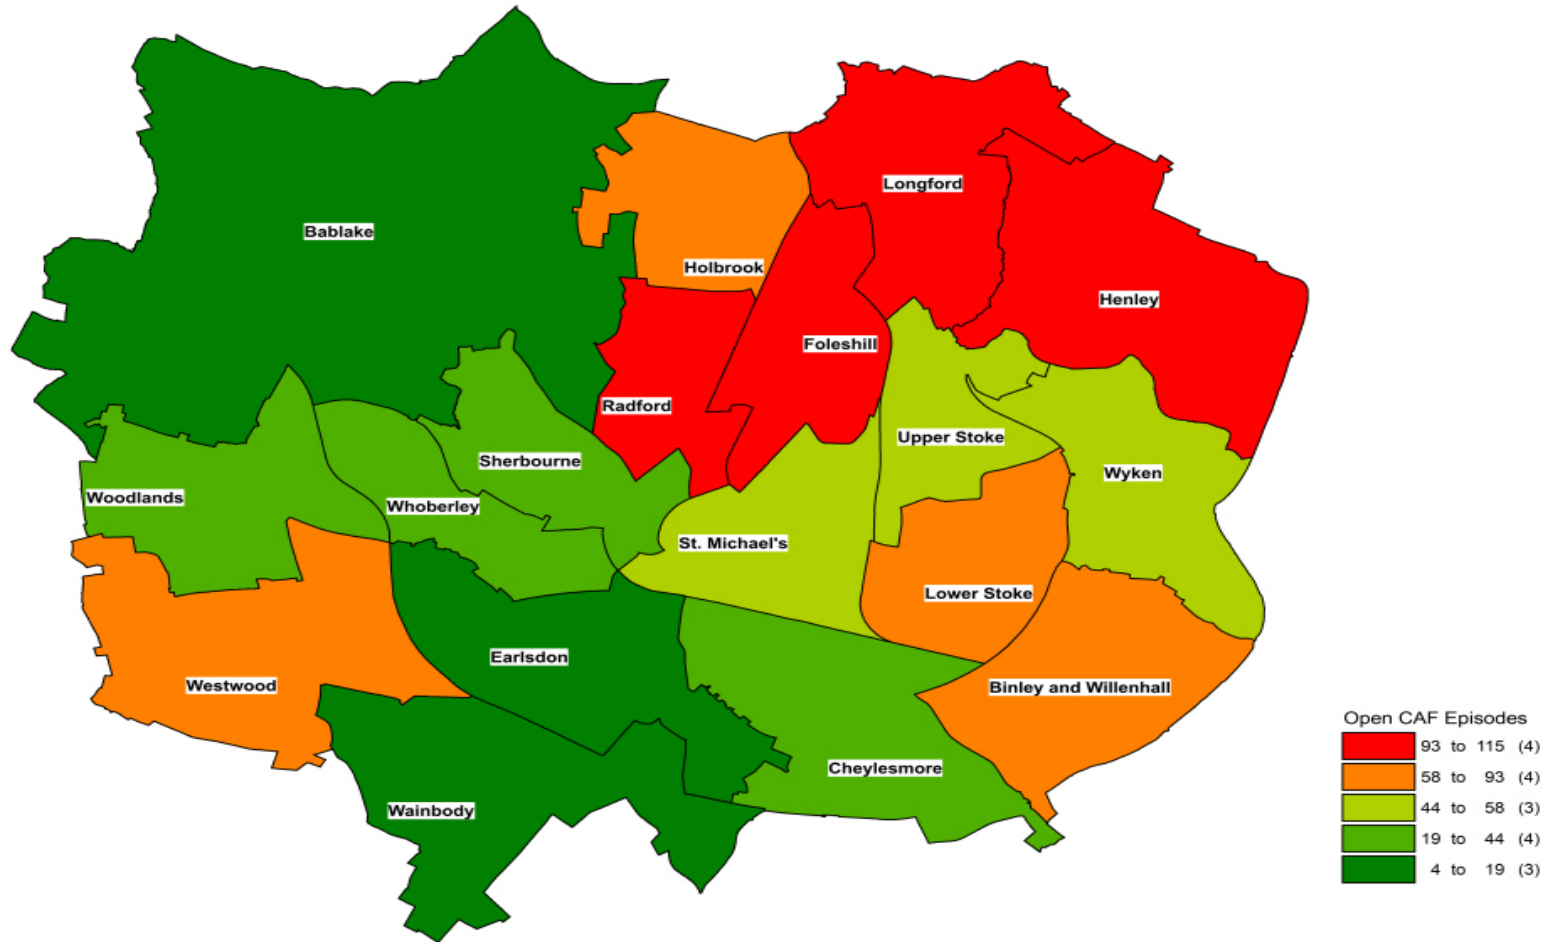 Longford
Bablake
Holbrook
Henley
Foleshill
Radford
Upper Stoke
Sherbourne
Wyken
Woodlands
Whoberley
St. Michael's
Lower Stoke
Earlsdon
Westwood
Binley and Willenhall
Cheylesmore
Wainbody
Open CAF Episodes
93 to 115 (4)
58 to 93 (4)
44 to 58 (3)
19 to 44 (4)
4 to 19 (3)